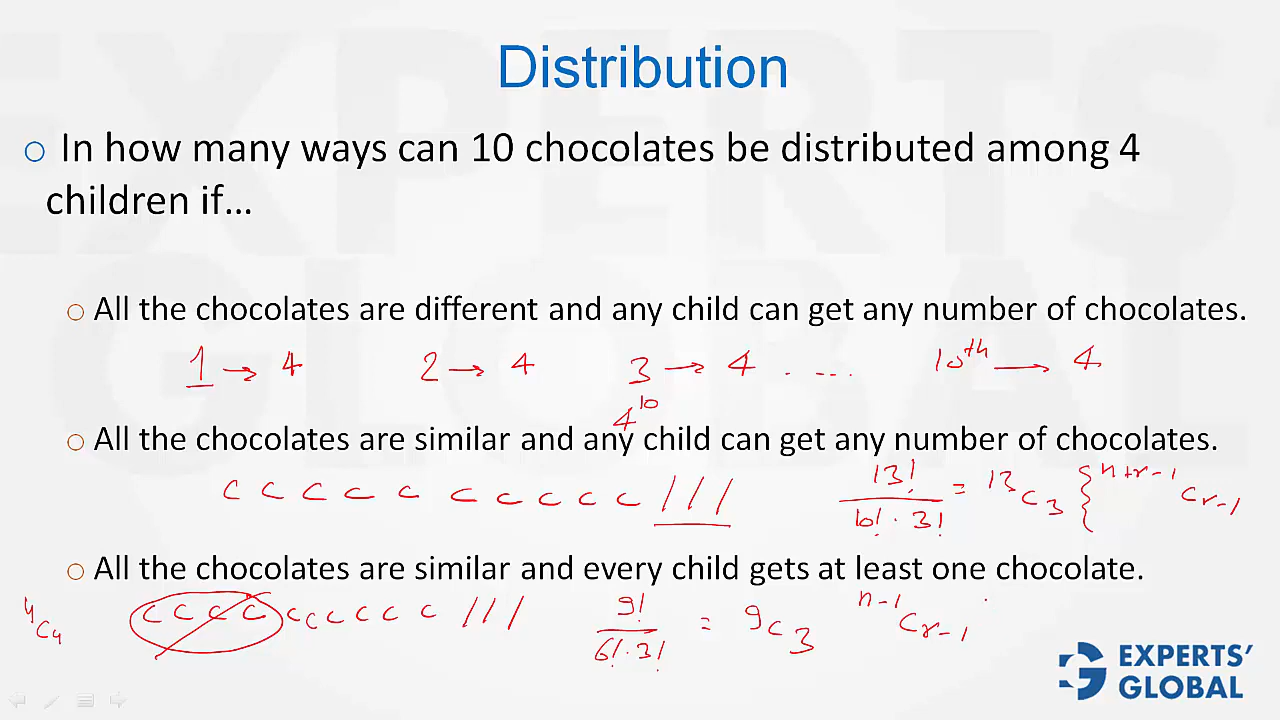 Distribution
In how many ways can 10 chocolates be distributed among 4
children if…
All the chocolates are different and any child can get any number of chocolates.
1 → 4 2 → 4 3 → 4 . ... 10th → 4
4^10
All the chocolates are similar and any child can get any number of chocolates.
C C C C C C C C C C / / / 13!/(10!·3!) = 13C3 { n+r-1Cr-1
All the chocolates are similar and every child gets at least one chocolate.
4C4 C C C C C C C C C C / / / 9!/(6!·3!) = 9C3 n-1Cr-1
EXPERTS'
GLOBAL
EXPERTS
GLOBAL